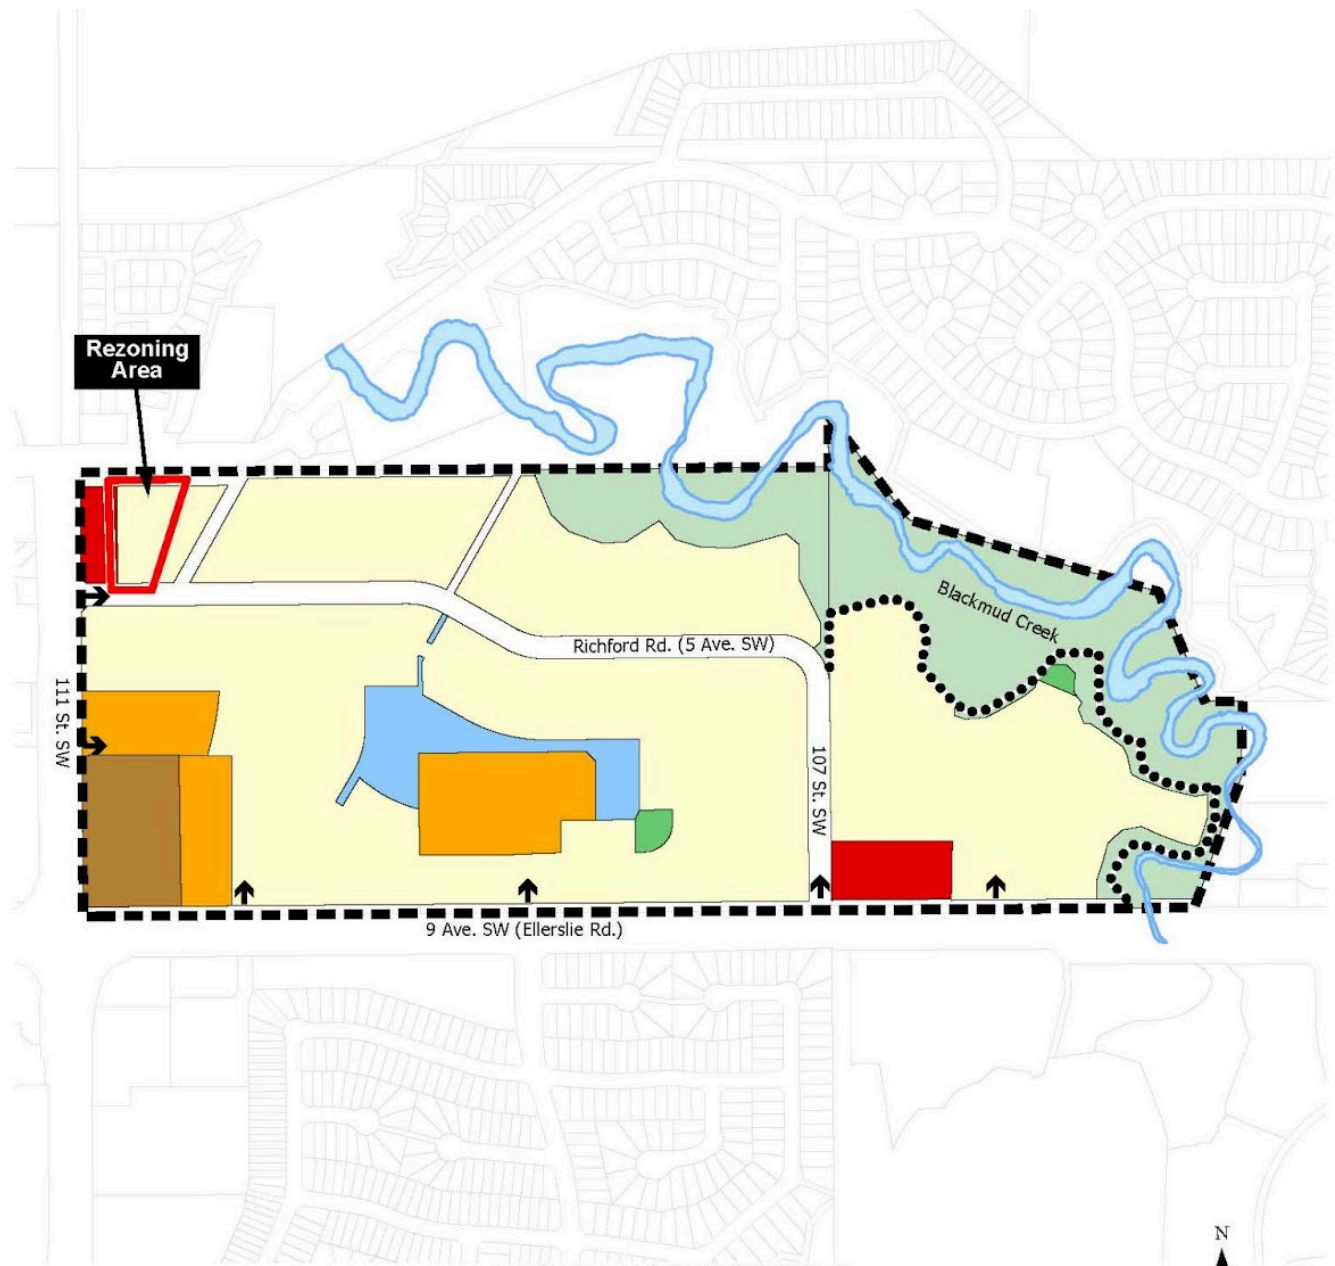 Rezoning
Area
Blackmud Creek
Richford Rd. (5 Ave. SW)
111 St. SW
107 St. SW
9 Ave. SW (Ellerslie Rd.)
N